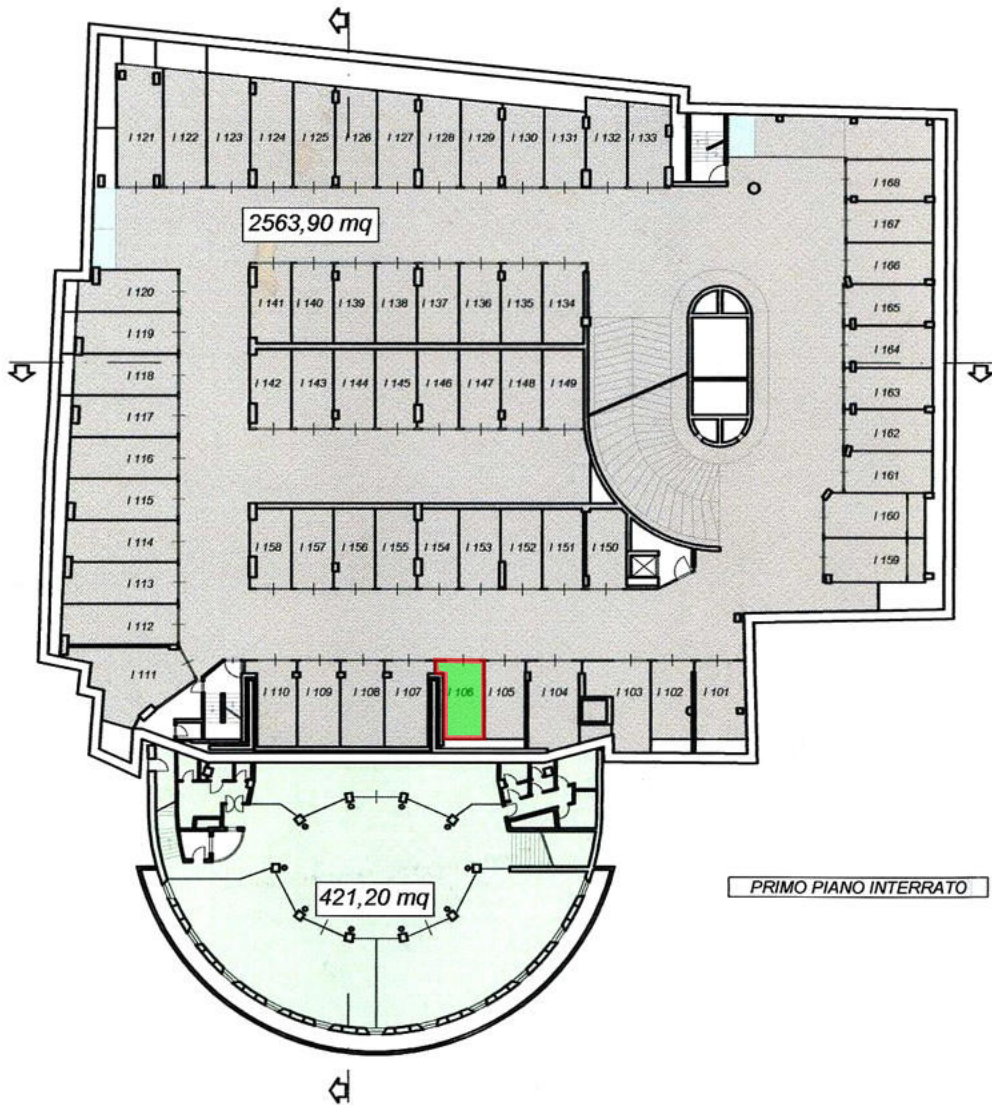 I 121 I 122 I 123 I 124 I 125 I 126 I 127 I 128 I 129 I 130 I 131 I 132 I 133
I 168
I 167
2563,90 mq
I 166
I 120
I 141 I 140 I 139 I 138 I 137 I 136 I 135 I 134
I 165
I 119
I 164
I 118
I 142 I 143 I 144 I 145 I 146 I 147 I 148 I 149
I 163
I 117
I 162
I 116
I 161
I 115
I 160
I 114
I 158 I 157 I 156 I 155 I 154 I 153 I 152 I 151 I 150
I 159
I 113
I 112
I 111
I 110 I 109 I 108 I 107 I 106 I 105 I 104 I 103 I 102 I 101
PRIMO PIANO INTERRATO
421,20 mq